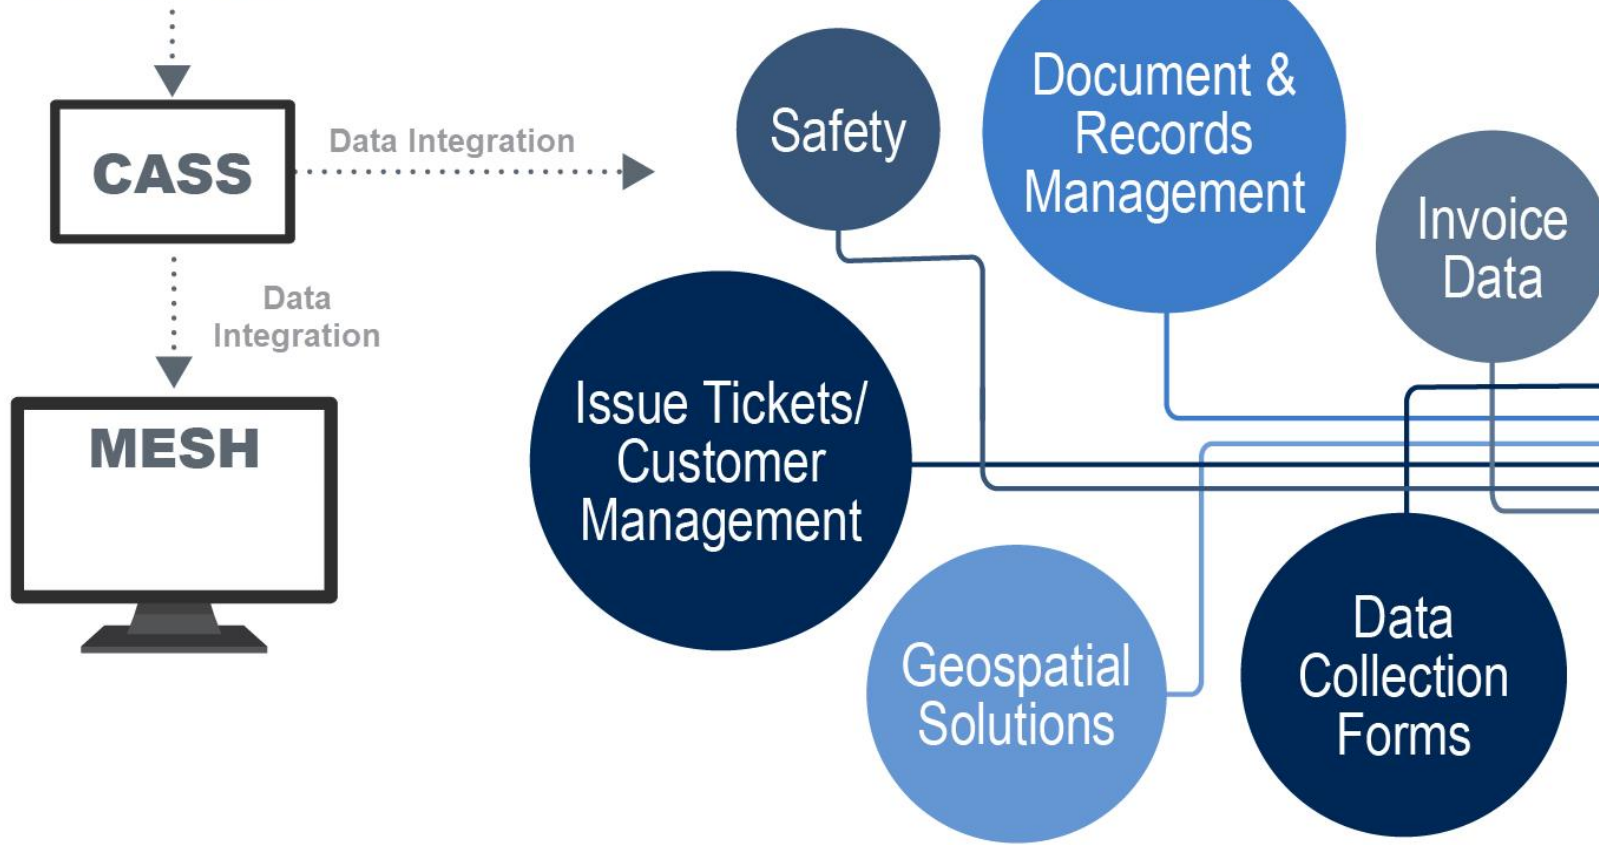 CASS
Data Integration
Data
Integration
MESH
Safety
Document &
Records
Management
Invoice
Data
Issue Tickets/
Customer
Management
Geospatial
Solutions
Data
Collection
Forms